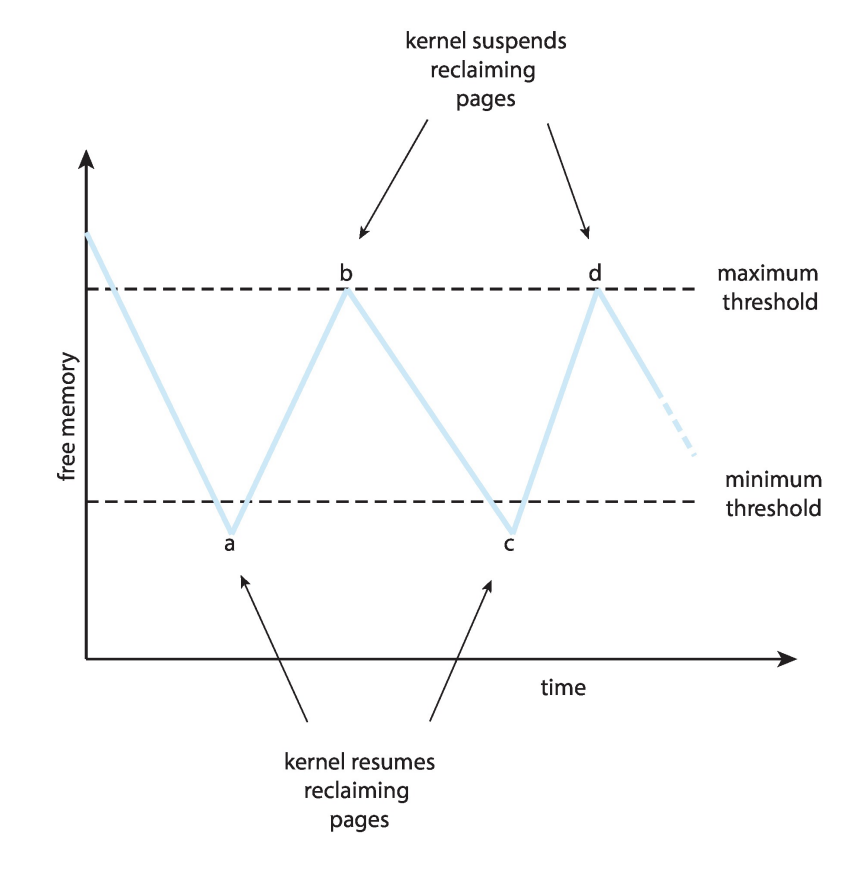 kernel suspends
reclaiming
pages
b
d
maximum
threshold
free memory
minimum
threshold
a
c
time
kernel resumes
reclaiming
pages